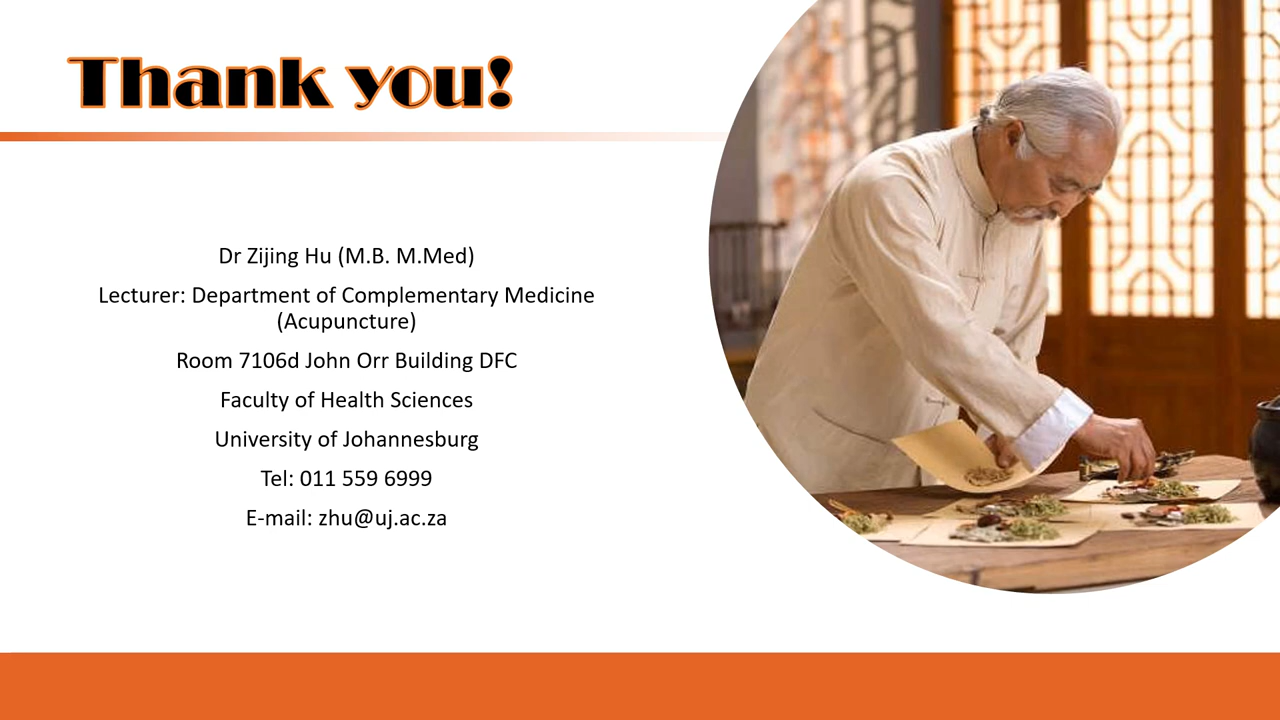 Thank you!
Dr Zijing Hu (M.B. M.Med)
Lecturer: Department of Complementary Medicine
(Acupuncture)
Room 7106d John Orr Building DFC
Faculty of Health Sciences
University of Johannesburg
Tel: 011 559 6999
E-mail: zhu@uj.ac.za